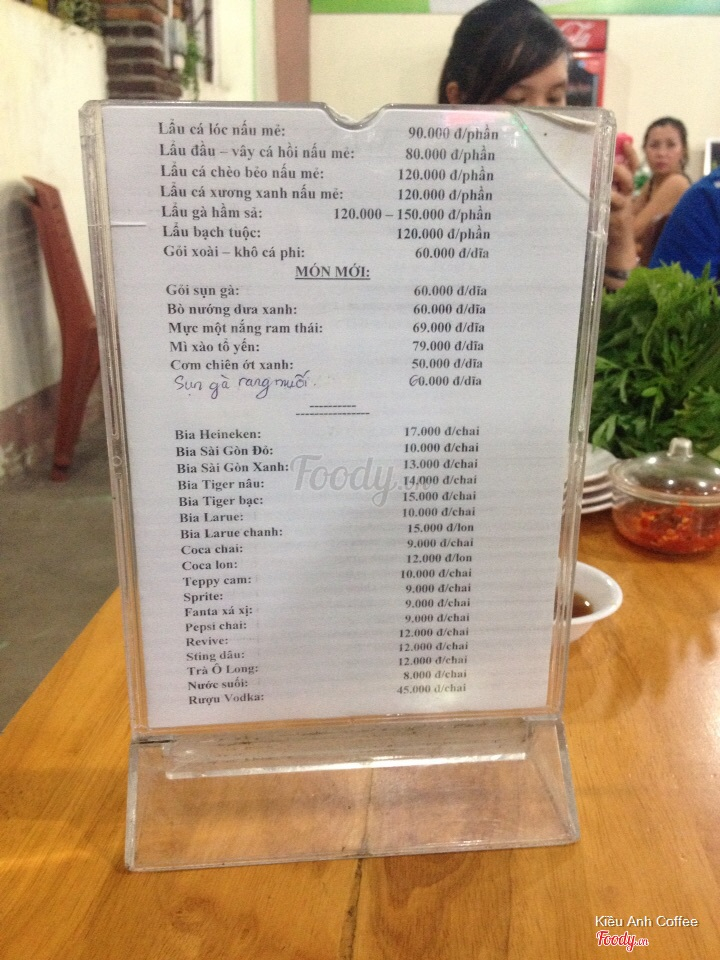 Lẩu cá lóc nấu mẻ: 90.000 đ/phần
Lẩu đầu – vây cá hồi nấu mẻ: 80.000 đ/phần
Lẩu cá chèo béo nấu mẻ: 120.000 đ/phần
Lẩu cá xương xanh nấu mẻ: 120.000 đ/phần
Lẩu gà hầm sả: 120.000 – 150.000 đ/phần
Lẩu bạch tuộc: 120.000 đ/phần
Gỏi xoài – khô cá phi: 60.000 đ/dĩa
MÓN MỚI:
Gỏi sụn gà: 60.000 đ/dĩa
Bò nướng dưa xanh: 60.000 đ/dĩa
Mực một nắng ram thái: 69.000 đ/dĩa
Mì xào tổ yến: 79.000 đ/dĩa
Cơm chiên ớt xanh: 50.000 đ/dĩa
Sụn gà rang muối. 60.000 đ/dĩa
----------
----------------
Bia Heineken: 17.000 đ/chai
Bia Sài Gòn Đỏ: 10.000 đ/chai
Bia Sài Gòn Xanh: 13.000 đ/chai
Bia Tiger nâu: 14.000 đ/chai
Bia Tiger bạc: 15.000 đ/chai
Bia Larue: 10.000 đ/chai
Bia Larue chanh: 15.000 đ/lon
Coca chai: 9.000 đ/chai
Coca lon: 12.000 đ/lon
Teppy cam: 10.000 đ/chai
Sprite: 9.000 đ/chai
Fanta xá xị: 9.000 đ/chai
Pepsi chai: 9.000 đ/chai
Revive: 12.000 đ/chai
Sting dâu: 12.000 đ/chai
Trà Ô Long: 12.000 đ/chai
Nước suối: 8.000 đ/chai
Rượu Vodka: 45.000 đ/chai
Foody.vn
Kiều Anh Coffee
Foody.vn